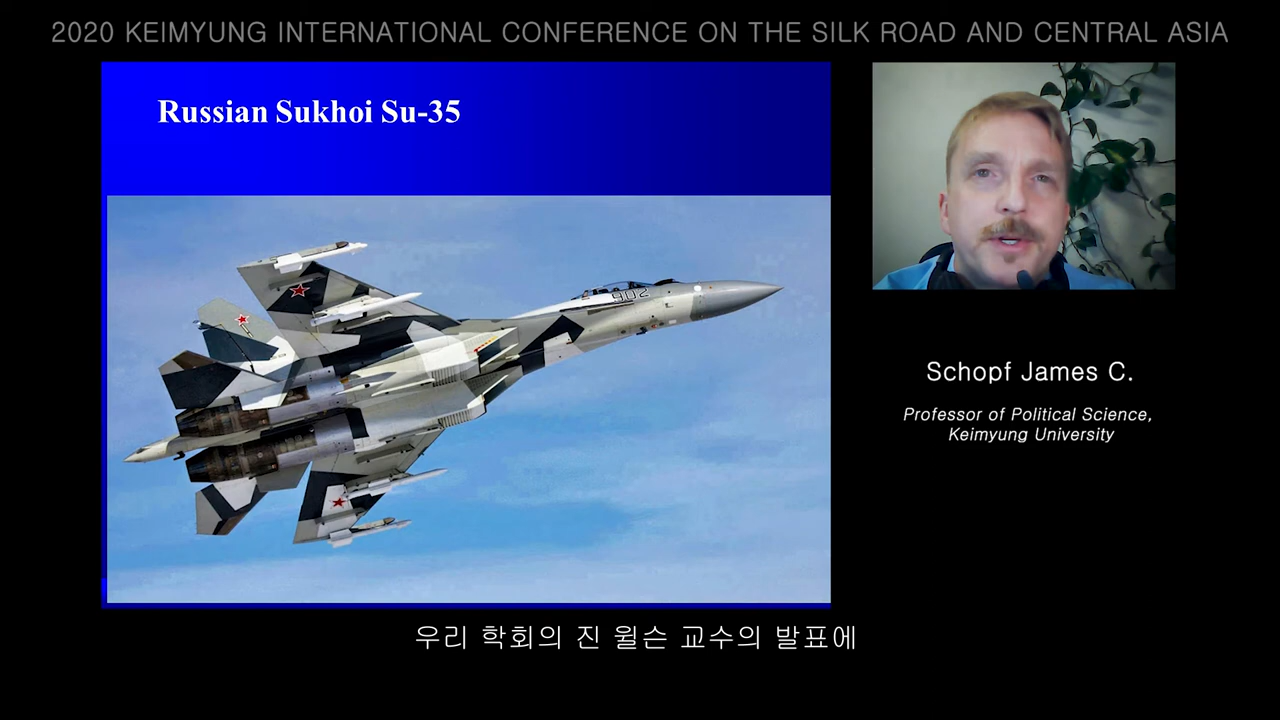 2020 KEIMYUNG INTERNATIONAL CONFERENCE ON THE SILK ROAD AND CENTRAL ASIA
Russian Sukhoi Su-35
902
Schopf James C.
Professor of Political Science,
Keimyung University
우리 학회의 진 윌슨 교수의 발표에